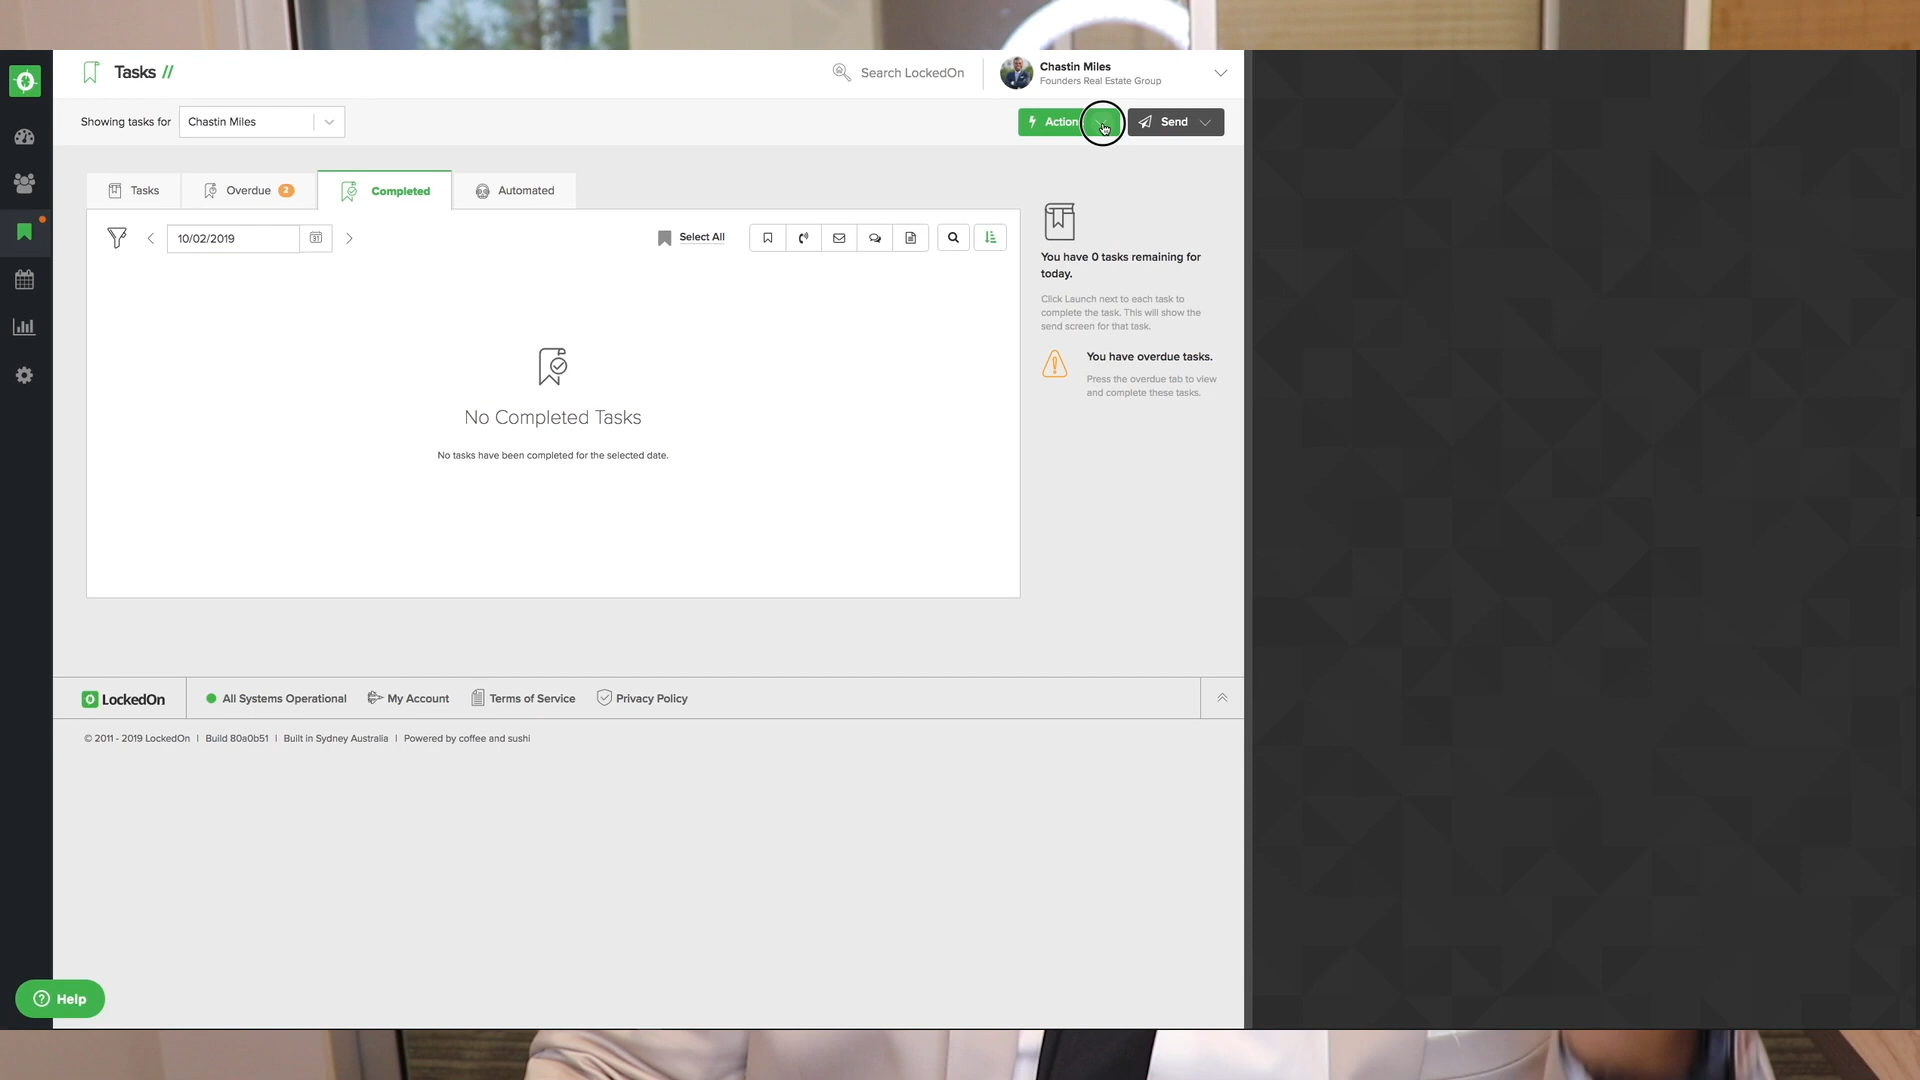 Tasks //
Search LockedOn
Chastin Miles
Founders Real Estate Group
Showing tasks for
Chastin Miles
Action
Send
Tasks
Overdue 2
Completed
Automated
10/02/2019
31
Select All
You have 0 tasks remaining for
today.
Click Launch next to each task to
complete the task. This will show the
send screen for that task.
You have overdue tasks.
Press the overdue tab to view
and complete these tasks.
No Completed Tasks
No tasks have been completed for the selected date.
LockedOn
All Systems Operational
My Account
Terms of Service
Privacy Policy
© 2011 - 2019 LockedOn | Build 80a0b51 | Built in Sydney Australia | Powered by coffee and sushi
Help